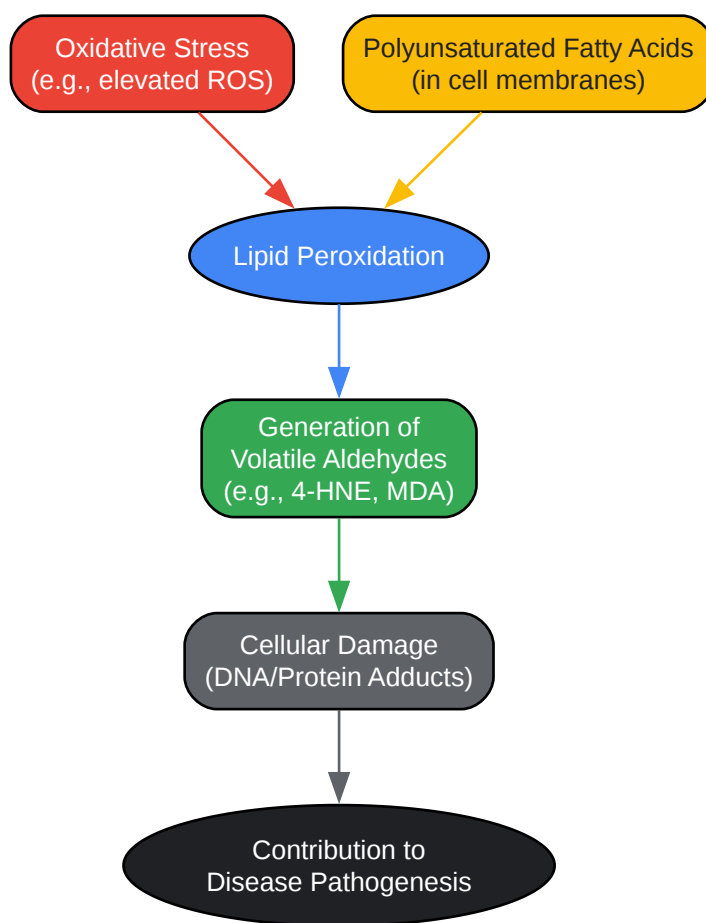 Oxidative Stress
(e.g., elevated ROS)
Polyunsaturated Fatty Acids
(in cell membranes)
Lipid Peroxidation
Generation of
Volatile Aldehydes
(e.g., 4-HNE, MDA)
Cellular Damage
(DNA/Protein Adducts)
Contribution to
Disease Pathogenesis